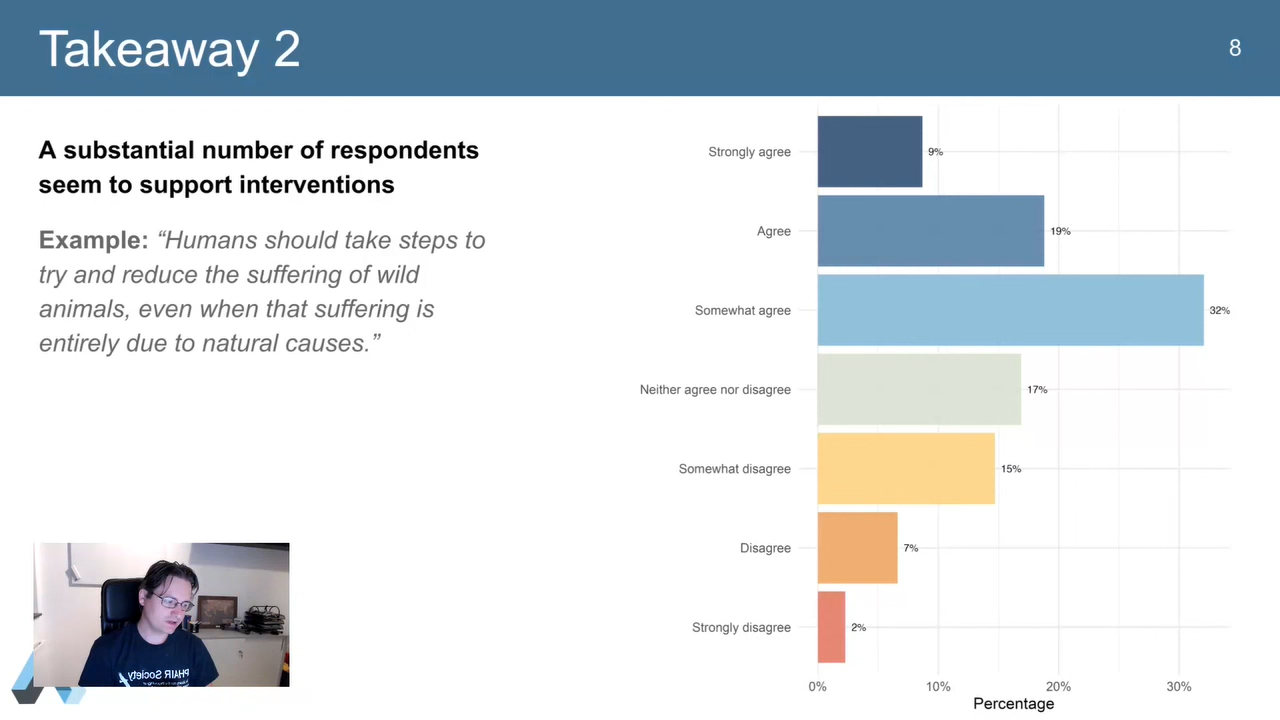 Takeaway 2
8
A substantial number of respondents
seem to support interventions
Example: “Humans should take steps to
try and reduce the suffering of wild
animals, even when that suffering is
entirely due to natural causes.”
Strongly agree
9%
Agree
19%
Somewhat agree
32%
Neither agree nor disagree
17%
Somewhat disagree
15%
Disagree
7%
Strongly disagree
2%
0%
10%
20%
30%
Percentage
PHAIR Society